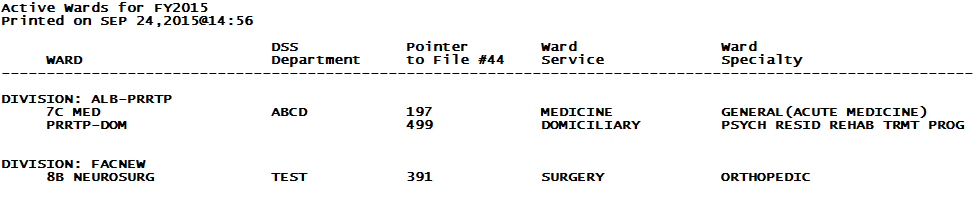 Active Wards for FY2015
Printed on SEP 24,2015@14:56
DSS Pointer Ward Ward
WARD Department to File #44 Service Specialty
--------------------------------------------------------------------------------------------------------------
DIVISION: ALB-PRRTP
7C MED ABCD 197 MEDICINE GENERAL(ACUTE MEDICINE)
PRRTP-DOM 499 DOMICILIARY PSYCH RESID REHAB TRMT PROG
DIVISION: FACNEW
8B NEUROSURG TEST 391 SURGERY ORTHOPEDIC